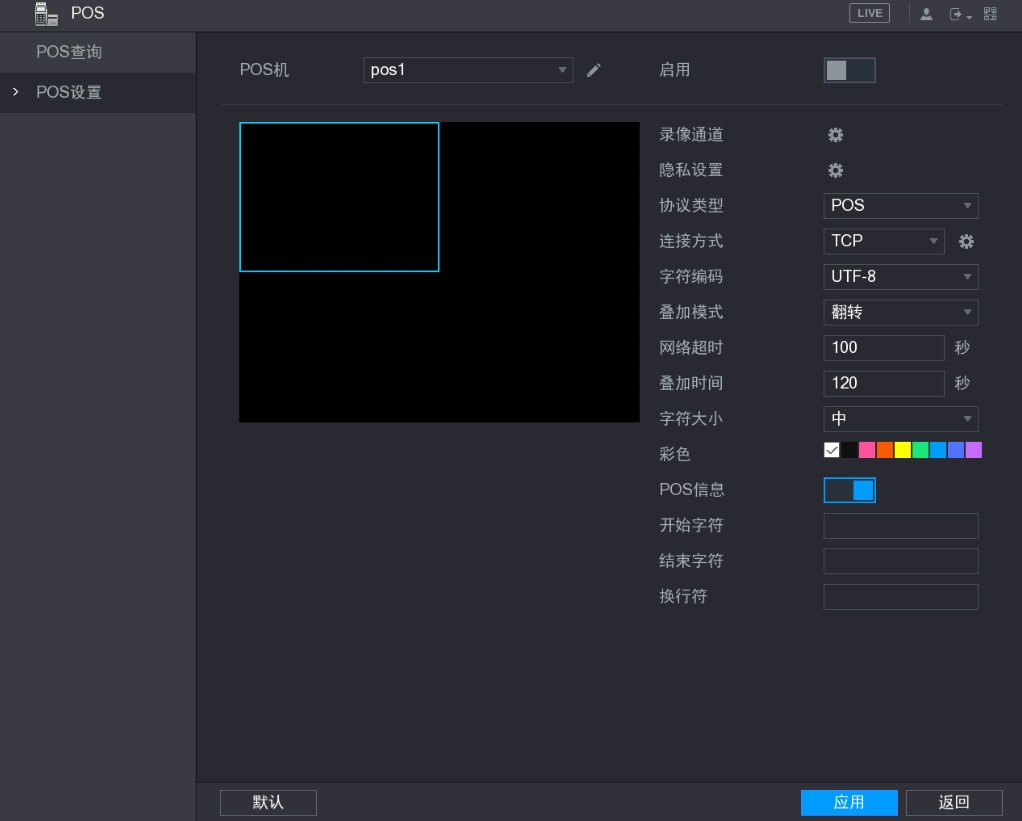 POS
LIVE
POS查询
POS设置
POS机
pos1
启用
录像通道
隐私设置
协议类型
POS
连接方式
TCP
字符编码
UTF-8
叠加模式
翻转
网络超时
100
秒
叠加时间
120
秒
字符大小
中
彩色
POS信息
开始字符
结束字符
换行符
默认
应用
返回